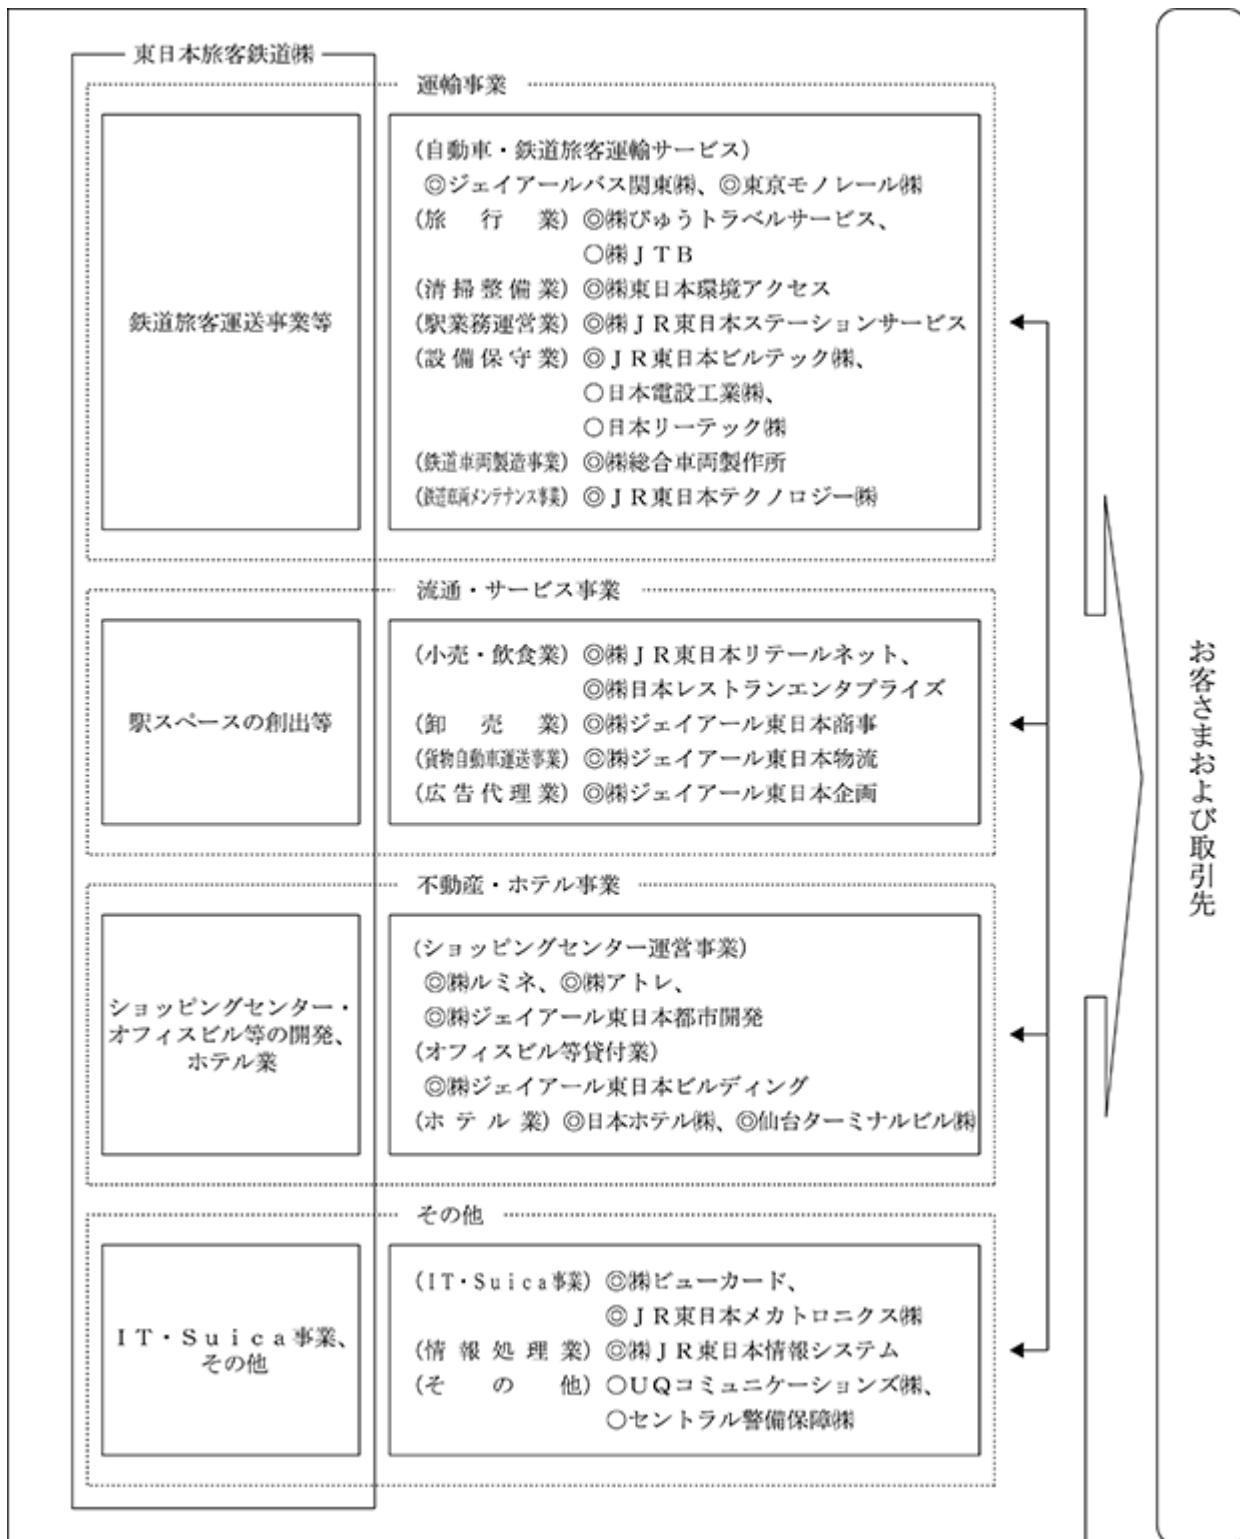 東日本旅客鉄道㈱
運輸事業
鉄道旅客運送事業等
(自動車・鉄道旅客運輸サービス)
◎ジェイアールバス関東㈱、◎東京モノレール㈱
(旅行業)◎㈱びゅうトラベルサービス、
○㈱JTB
(清掃整備業)◎㈱東日本環境アクセス
(駅業務運営業)◎㈱JR東日本ステーションサービス
(設備保守業)◎JR東日本ビルテック㈱、
○日本電設工業㈱、
○日本リーテック㈱
(鉄道車両製造事業)◎㈱総合車両製作所
(鉄道車両メンテナンス事業)◎JR東日本テクノロジー㈱
流通・サービス事業
駅スペースの創出等
(小売・飲食業)◎㈱JR東日本リテールネット、
◎㈱日本レストランエンタプライズ
(卸売業)◎㈱ジェイアール東日本商事
(貨物自動車運送事業)◎㈱ジェイアール東日本物流
(広告代理業)◎㈱ジェイアール東日本企画
不動産・ホテル事業
ショッピングセンター・
オフィスビル等の開発、
ホテル業
(ショッピングセンター運営事業)
◎㈱ルミネ、◎㈱アトレ、
◎㈱ジェイアール東日本都市開発
(オフィスビル等貸付業)
◎㈱ジェイアール東日本ビルディング
(ホテル業)◎日本ホテル㈱、◎仙台ターミナルビル㈱
その他
IT・Suica事業、
その他
(IT・Suica事業)◎㈱ビューカード、
◎JR東日本メカトロニクス㈱
(情報処理業)◎㈱JR東日本情報システム
(その他)○UQコミュニケーションズ㈱、
○セントラル警備保障㈱
お客さまおよび取引先